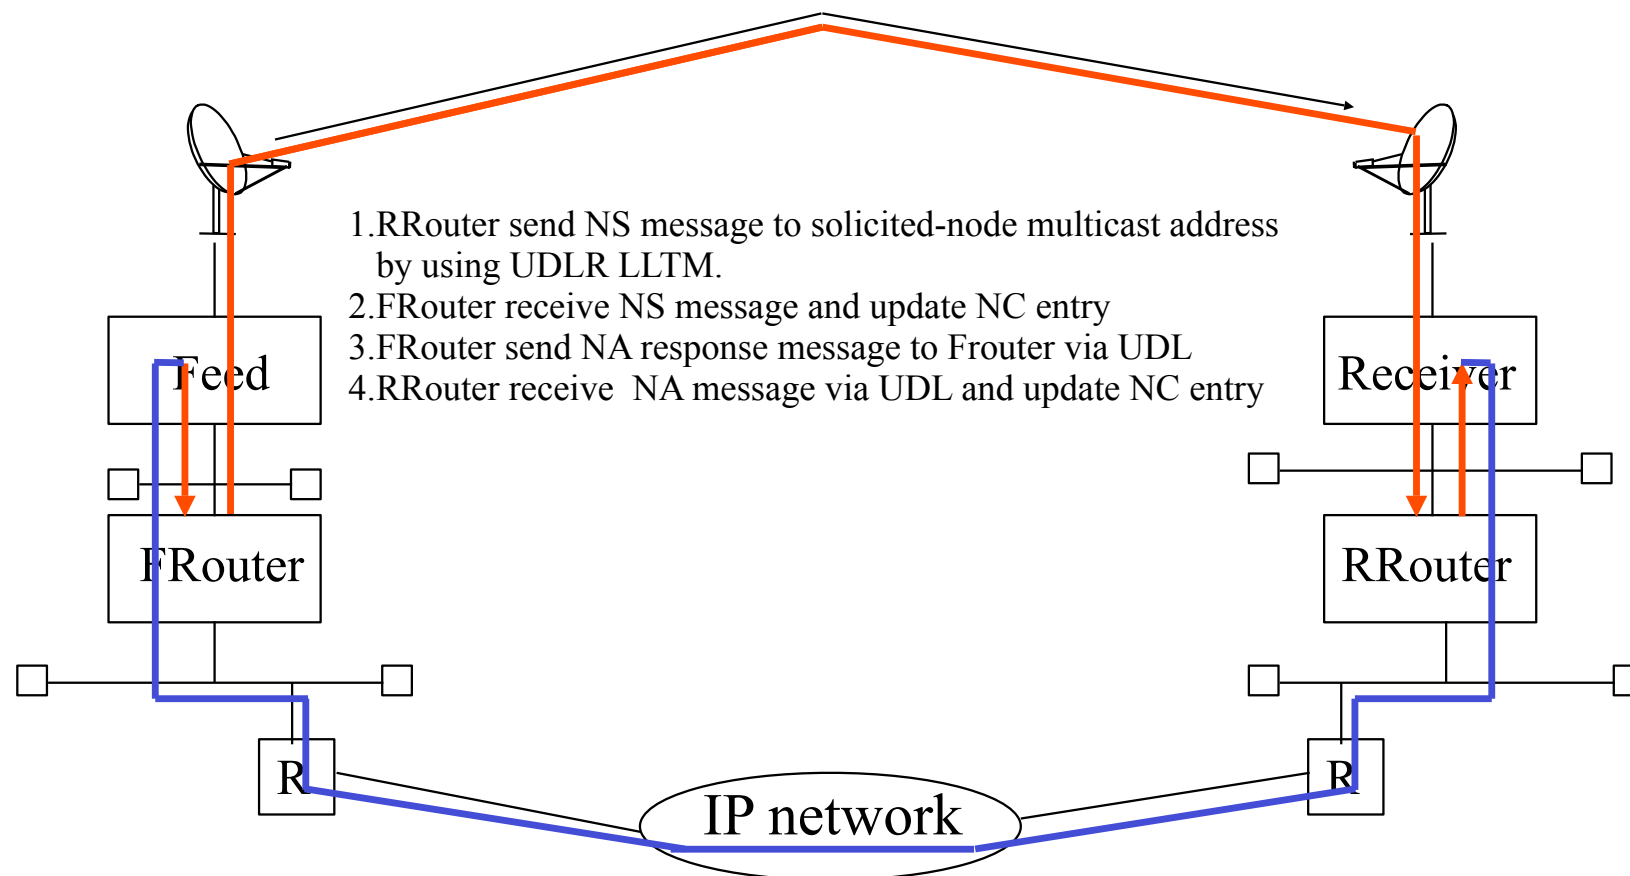 1.RRouter send NS message to solicited-node multicast address
by using UDLR LLTM.
2.FRouter receive NS message and update NC entry
3.FRouter send NA response message to Frouter via UDL
4.RRouter receive  NA message via UDL and update NC entry
Feed
Receiver
FRouter
RRouter
R
R
IP network